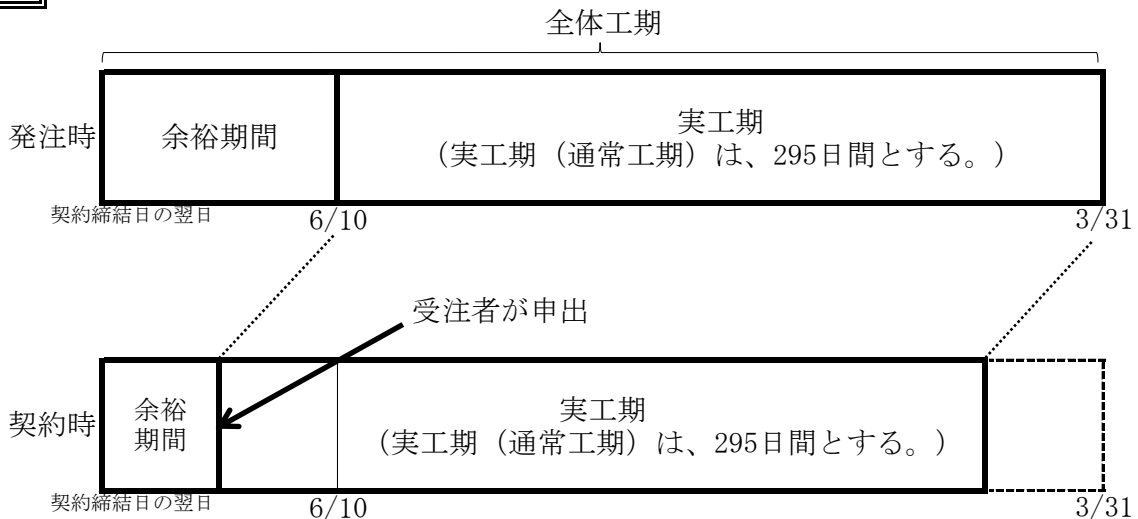 全体工期
発注時
余裕期間
実工期
（実工期（通常工期）は、295日間とする。）
契約締結日の翌日
6/10
3/31
受注者が申出
契約時
余裕
期間
実工期
（実工期（通常工期）は、295日間とする。）
契約締結日の翌日
6/10
3/31